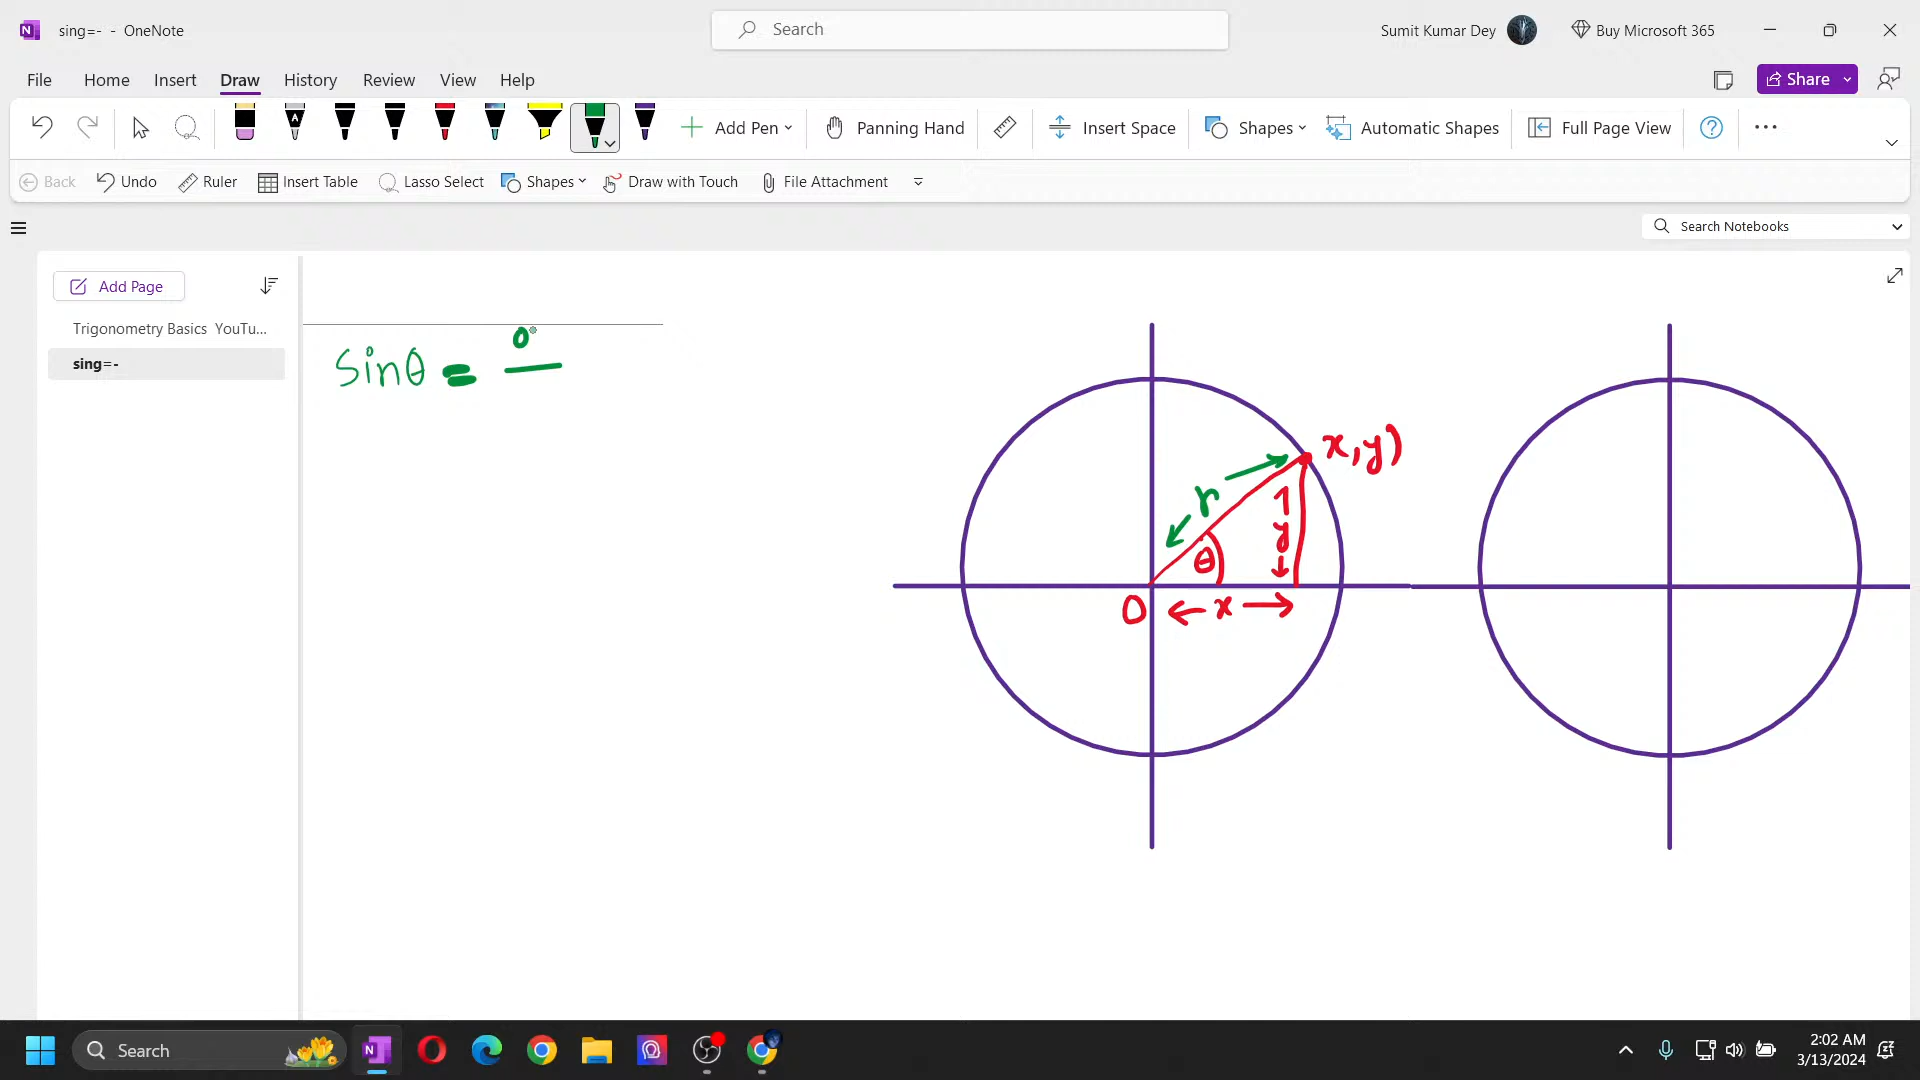 sing=- - OneNote
Search
Sumit Kumar Dey
Buy Microsoft 365
File Home Insert Draw History Review View Help
Share
A
Add Pen
Panning Hand
Insert Space
Shapes
Automatic Shapes
Full Page View
Back
Undo
Ruler
Insert Table
Lasso Select
Shapes
Draw with Touch
File Attachment
Search Notebooks
Add Page
Trigonometry Basics YouTu...
sing=-
Sinθ = o
x,y)
r
y
θ
O ← x →
Search
2:02 AM
3/13/2024